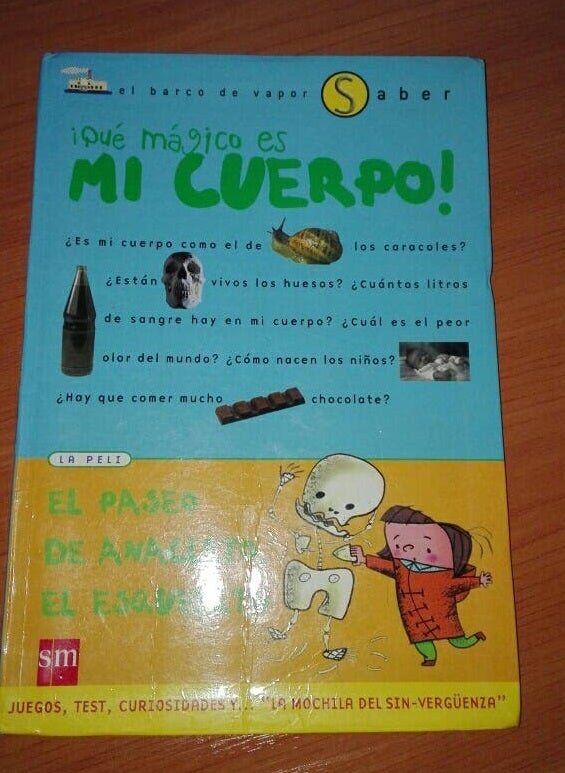 el barco de vapor Saber
¡Qué mágico es
MI CUERPO!
¿Es mi cuerpo como el de los caracoles?
¿Están vivos los huesos? ¿Cuántos litros
de sangre hay en mi cuerpo? ¿Cuál es el peor
olor del mundo? ¿Cómo nacen los niños?
¿Hay que comer mucho chocolate?
LA PELI
EL PASEO
DE
EL ESQUELETO
sm
JUEGOS, TEST, CURIOSIDADES Y... "LA MOCHILA DEL SIN-VERGÜENZA"